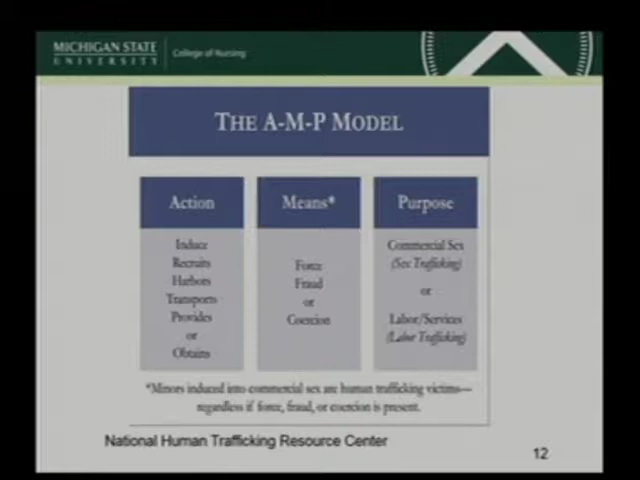 MICHIGAN STATE
UNIVERSITY
College of Nursing
THE A-M-P MODEL
Action
Induce
Recruits
Harbors
Transports
Provides
or
Obtains
Means*
Force
Fraud
or
Coercion
Purpose
Commercial Sex
(Sex Trafficking)
or
Labor/Services
(Labor Trafficking)
*Minors induced into commercial sex are human trafficking victims—
regardless if force, fraud, or coercion is present.
National Human Trafficking Resource Center
12